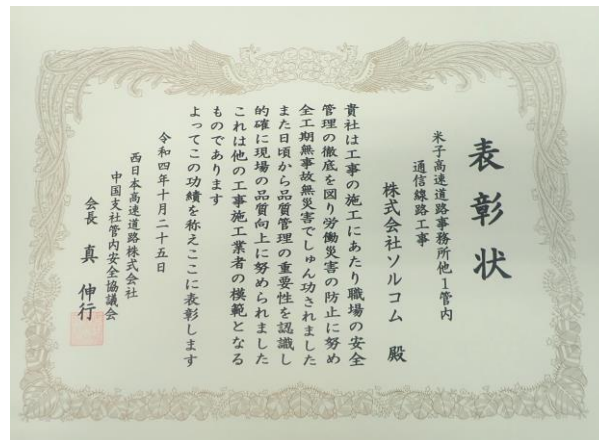 表彰状
米子高速道路事務所他1管内
通信線路工事
株式会社ソルコム 殿
貴社は工事の施工にあたり職場の安全
管理の徹底を図り労働災害の防止に努め
全工期無事故無災害でしゅん功されました
また日頃から品質管理の重要性を認識し
的確に現場の品質向上に努められました
これは他の工事施工業者の模範となる
ものであります
よってこの功績を称えここに表彰します
令和四年十月二十五日
西日本高速道路株式会社
中国支社管内安全協議会
会長 真 伸行